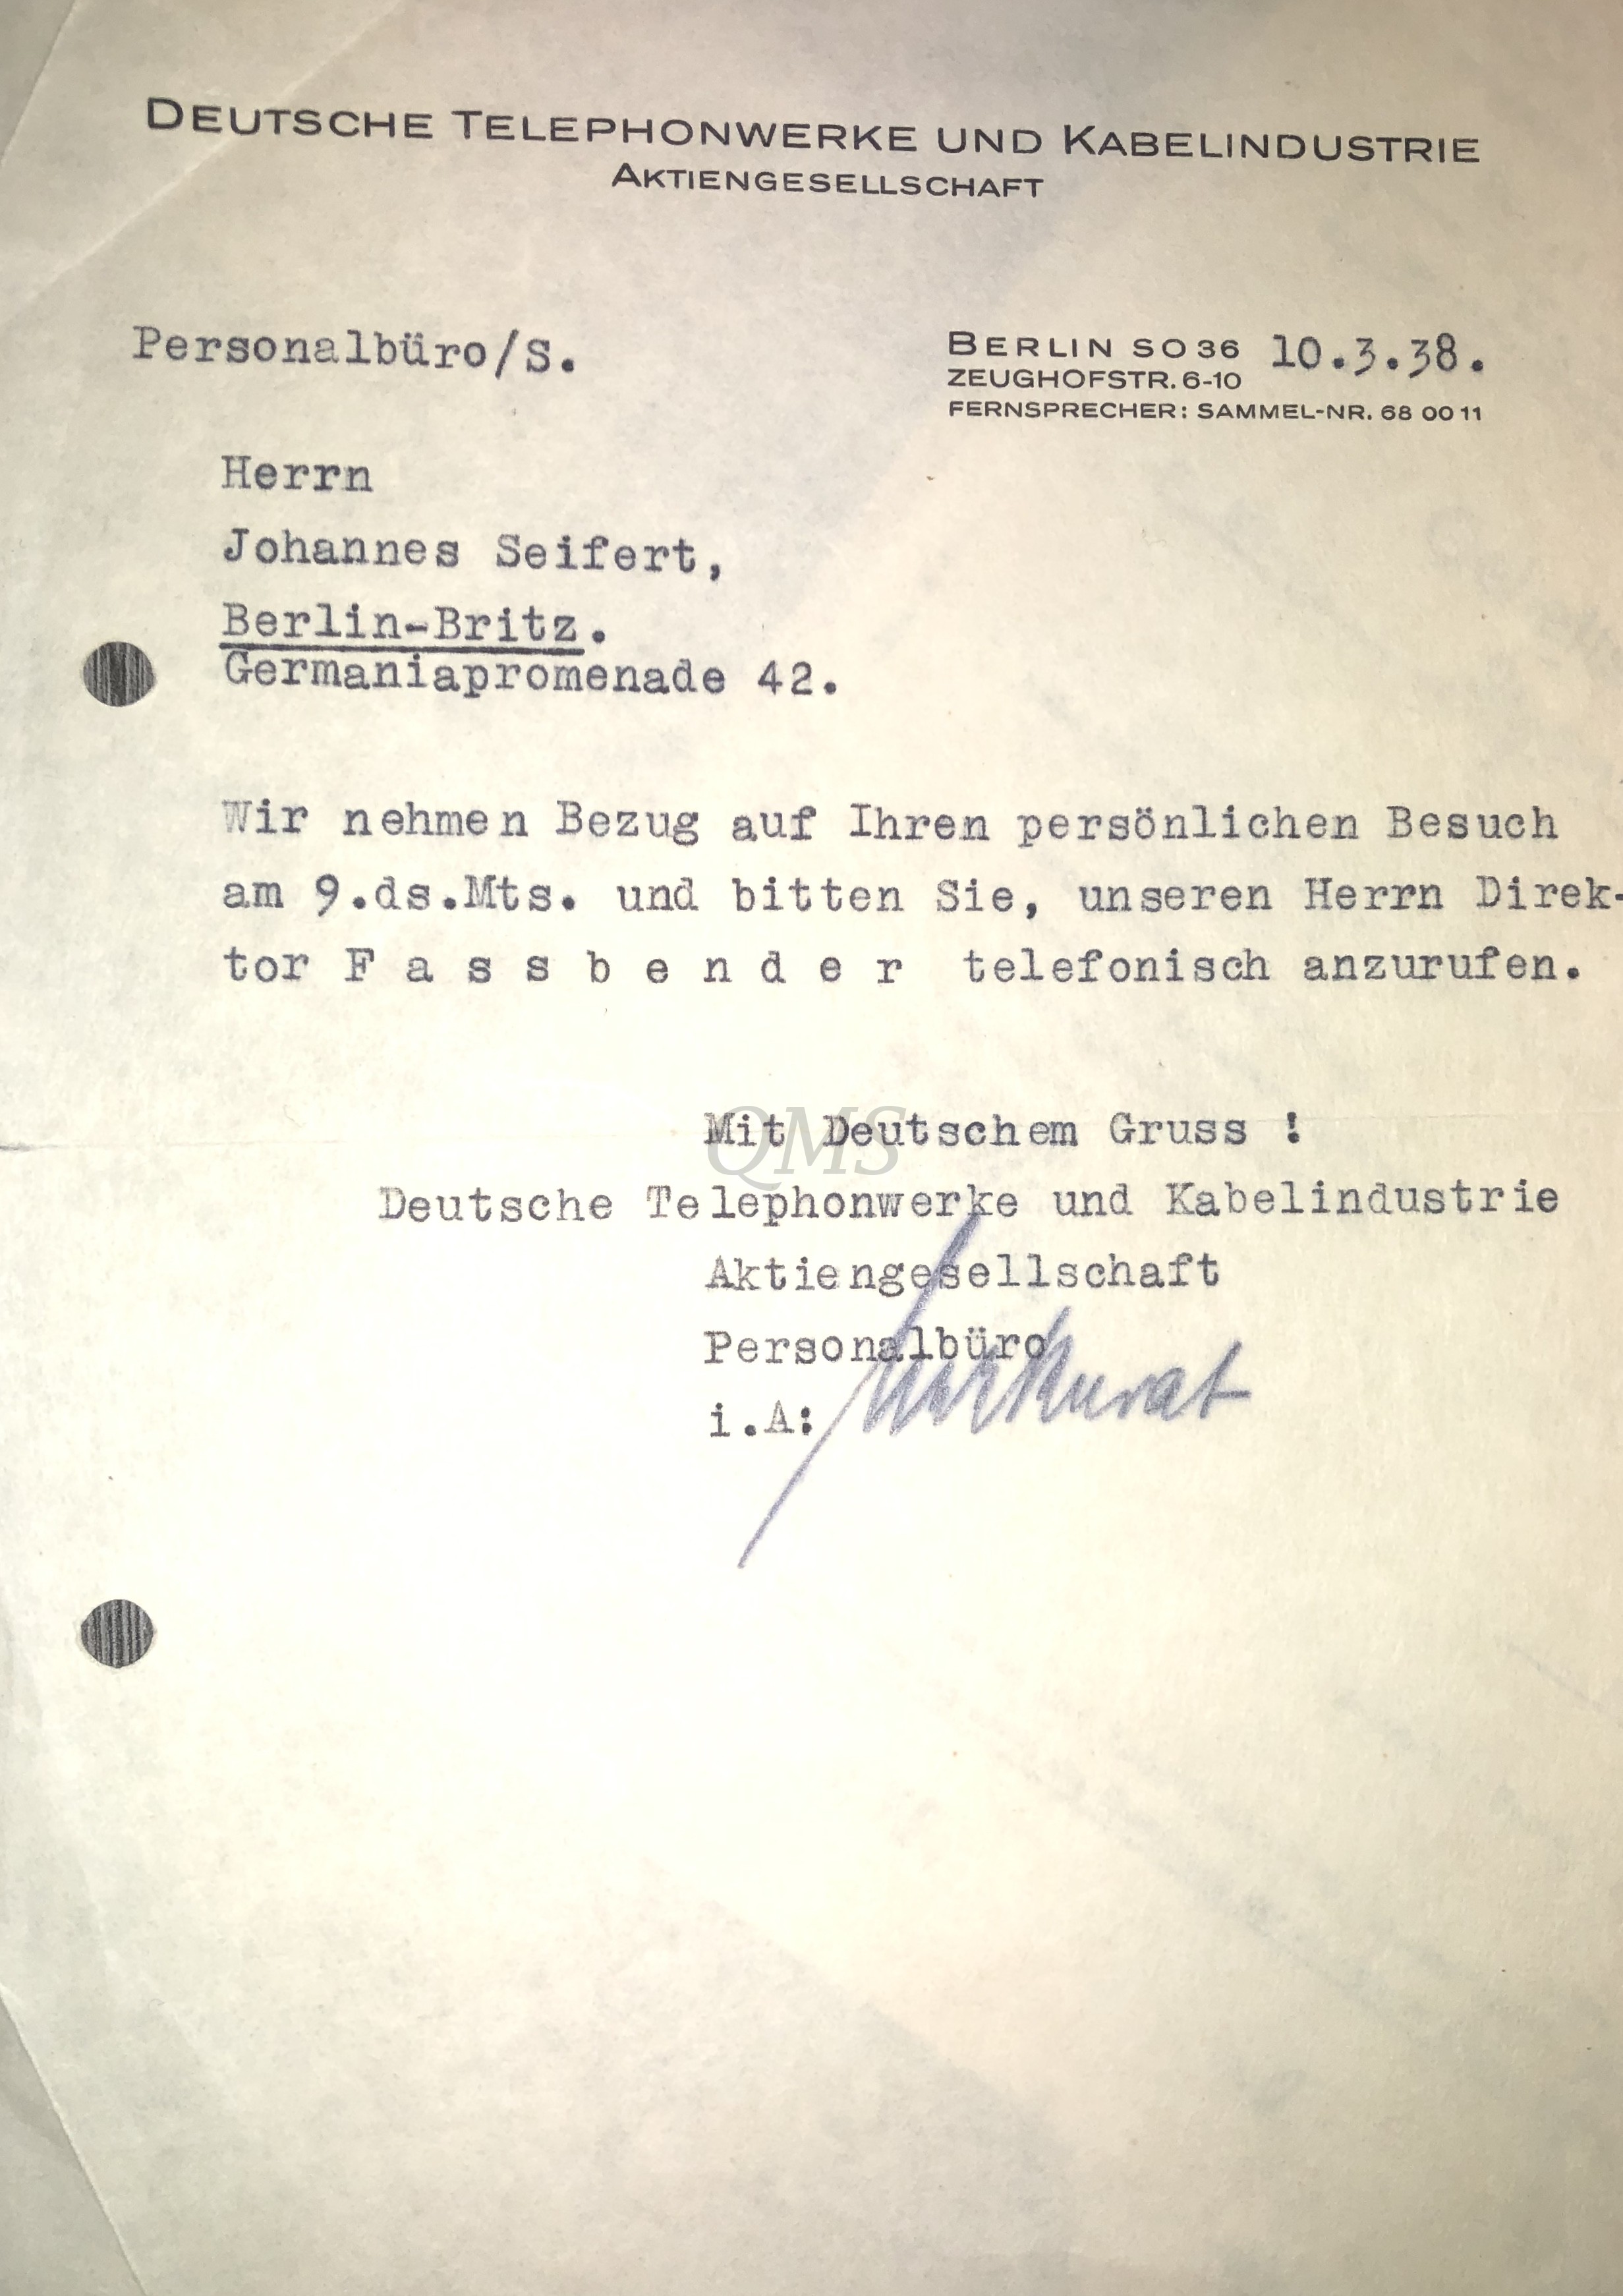 DEUTSCHE TELEPHONWERKE UND KABELINDUSTRIE
AKTIENGESELLSCHAFT
Personalbüro/S.
BERLIN SO 36 10.3.38.
ZEUGHOFSTR. 6-10
FERNSPRECHER: SAMMEL-NR. 68 00 11
Herrn
Johannes Seifert,
Berlin-Britz.
Germaniapromenade 42.
Wir nehmen Bezug auf Ihren persönlichen Besuch
am 9.ds.Mts. und bitten Sie, unseren Herrn Direk-
tor F a s s b e n d e r telefonisch anzurufen.
Mit Deutschem Gruss !
QMS
Deutsche Telephonwerke und Kabelindustrie
Aktiengesellschaft
Personalbüro
i.A: